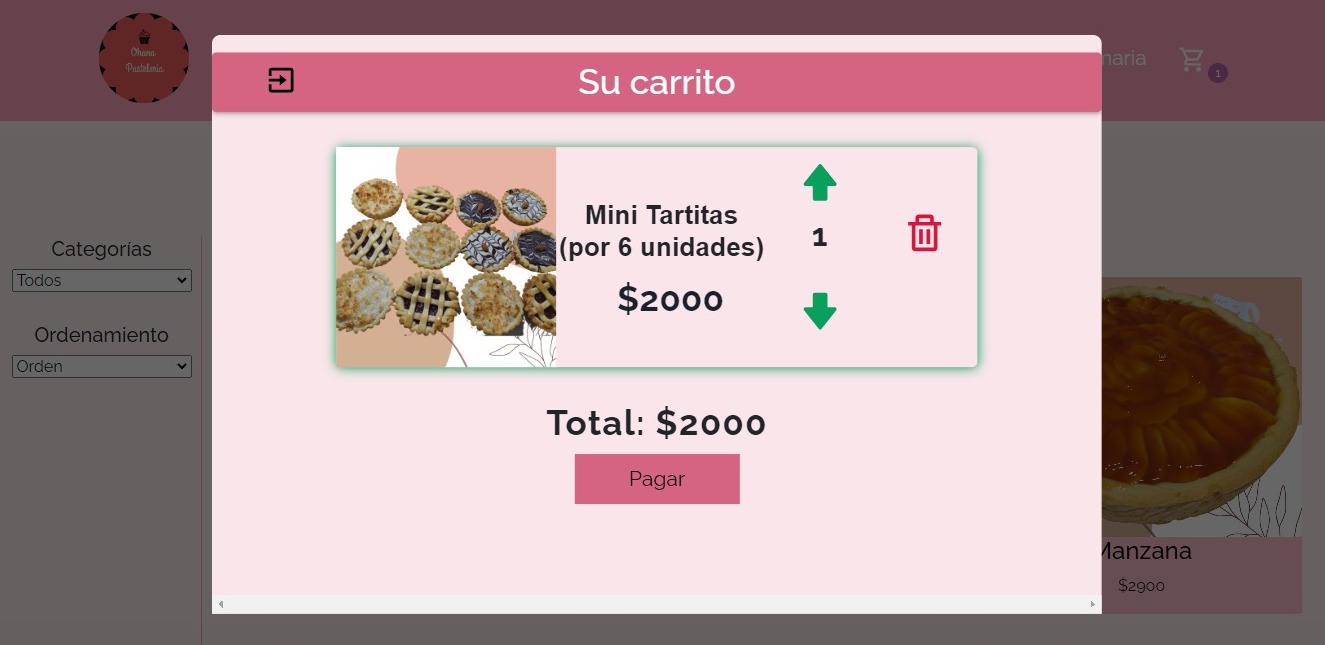 Ohana
Pastelería
naria
1
Su carrito
Mini Tartitas
(por 6 unidades)
$2000
1
Total: $2000
Pagar
Categorías
Todos
Ordenamiento
Orden
Manzana
$2900